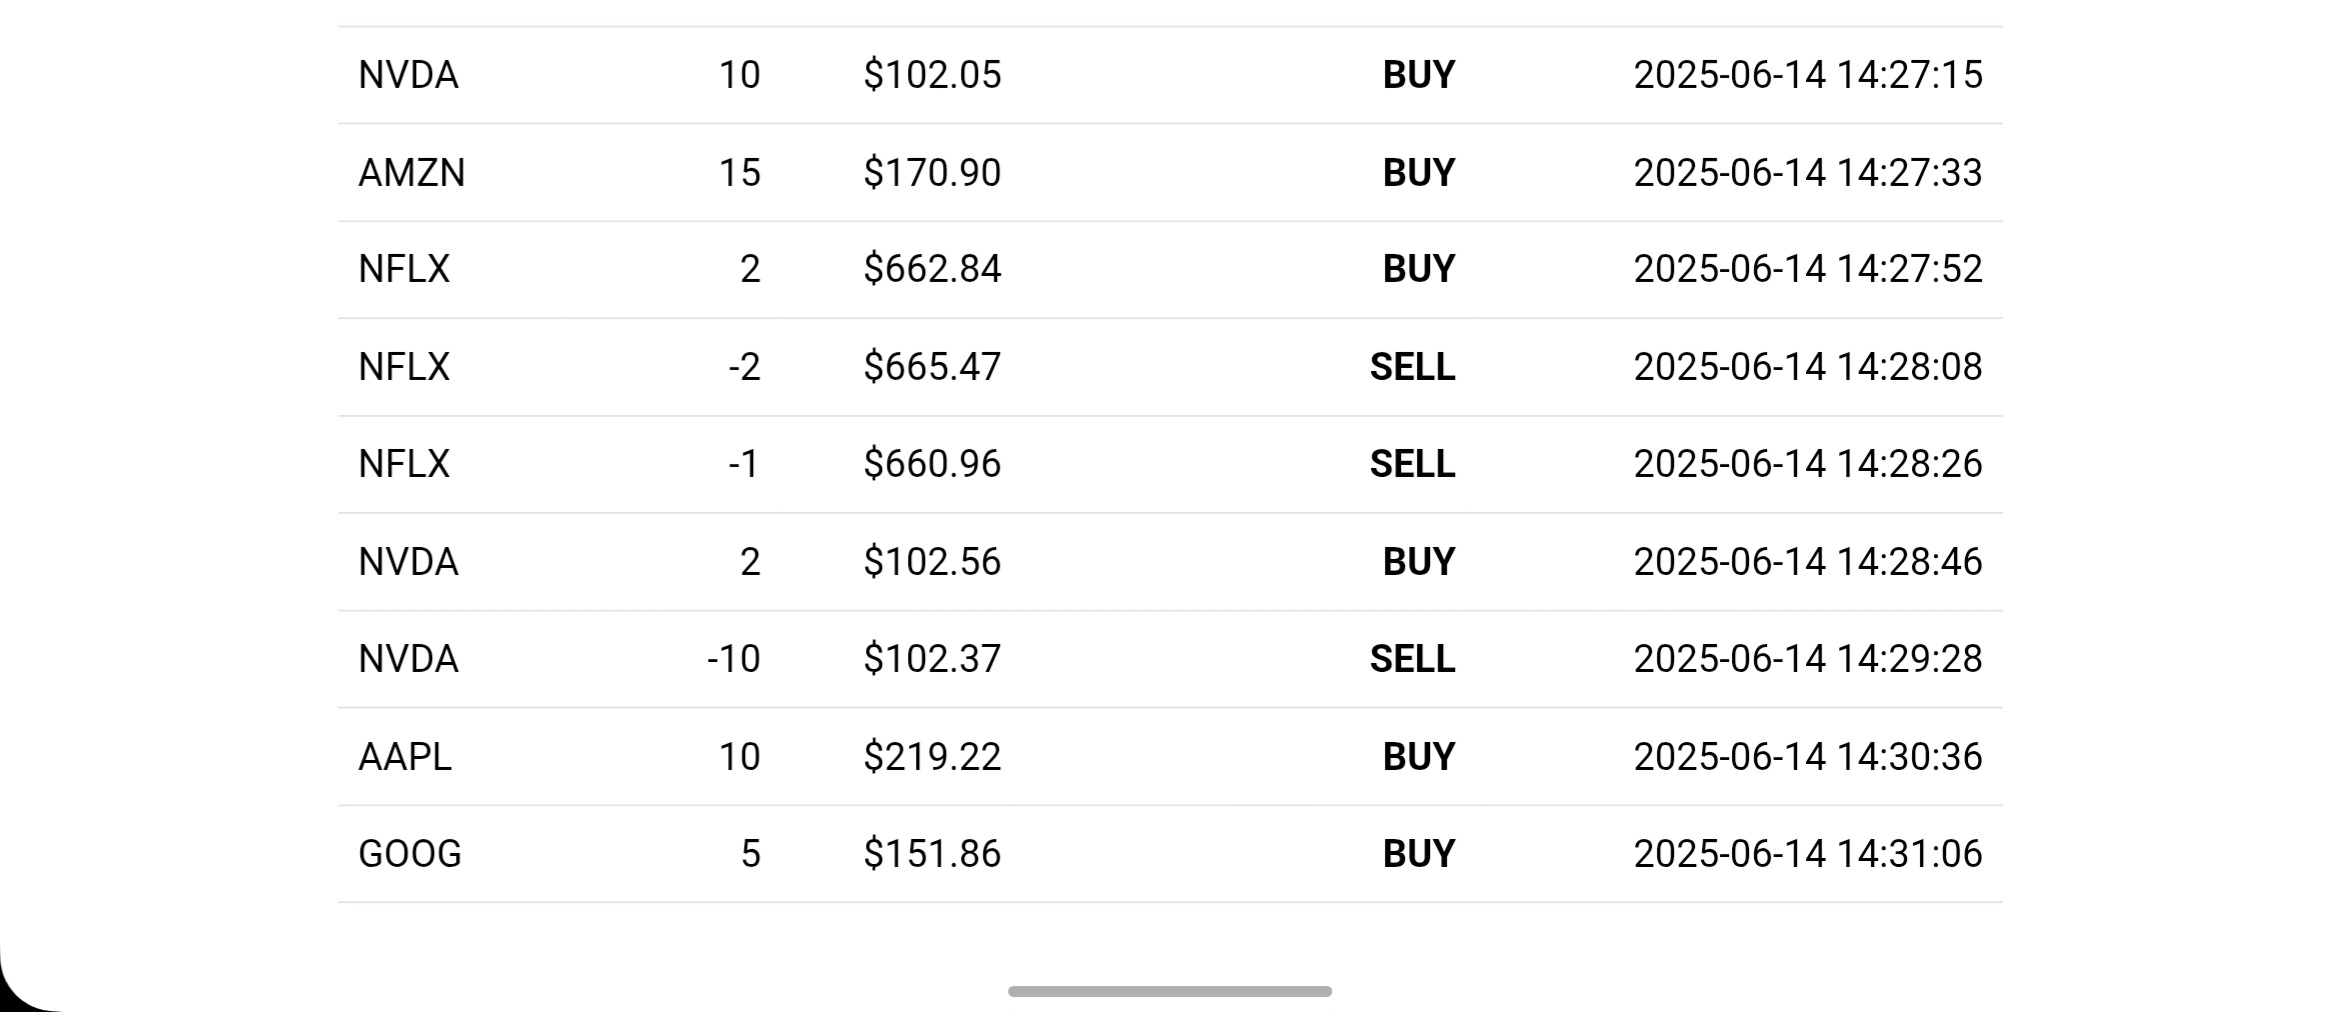 NVDA 10 $102.05 BUY 2025-06-14 14:27:15
AMZN 15 $170.90 BUY 2025-06-14 14:27:33
NFLX 2 $662.84 BUY 2025-06-14 14:27:52
NFLX -2 $665.47 SELL 2025-06-14 14:28:08
NFLX -1 $660.96 SELL 2025-06-14 14:28:26
NVDA 2 $102.56 BUY 2025-06-14 14:28:46
NVDA -10 $102.37 SELL 2025-06-14 14:29:28
AAPL 10 $219.22 BUY 2025-06-14 14:30:36
GOOG 5 $151.86 BUY 2025-06-14 14:31:06